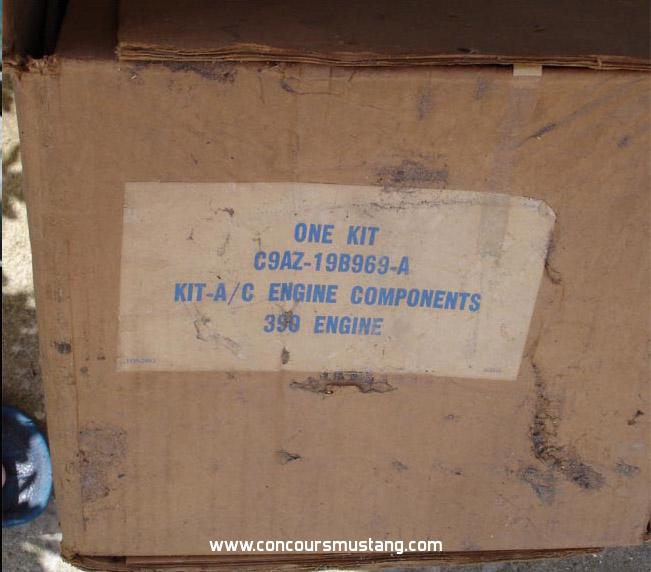 ONE KIT
C9AZ-19B969-A
KIT-A/C ENGINE COMPONENTS
390 ENGINE
www.concoursmustang.com